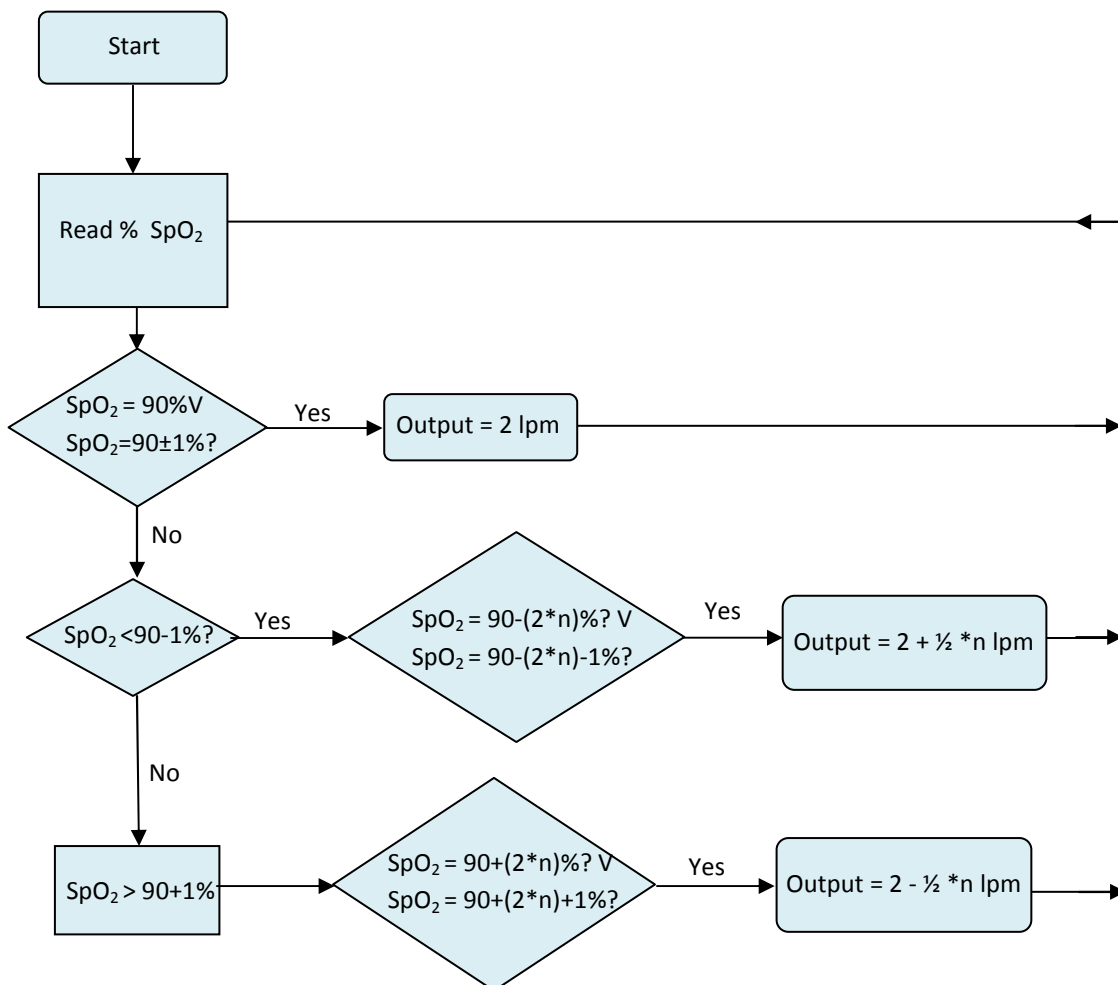 Start
Read % SpO₂
SpO₂ = 90%V
SpO₂=90±1%?
Yes
Output = 2 lpm
No
SpO₂ <90-1%?
Yes
SpO₂ = 90-(2*n)%? V
SpO₂ = 90-(2*n)-1%?
Yes
Output = 2 + ½ *n lpm
No
SpO₂ > 90+1%
SpO₂ = 90+(2*n)%? V
SpO₂ = 90+(2*n)+1%?
Yes
Output = 2 - ½ *n lpm